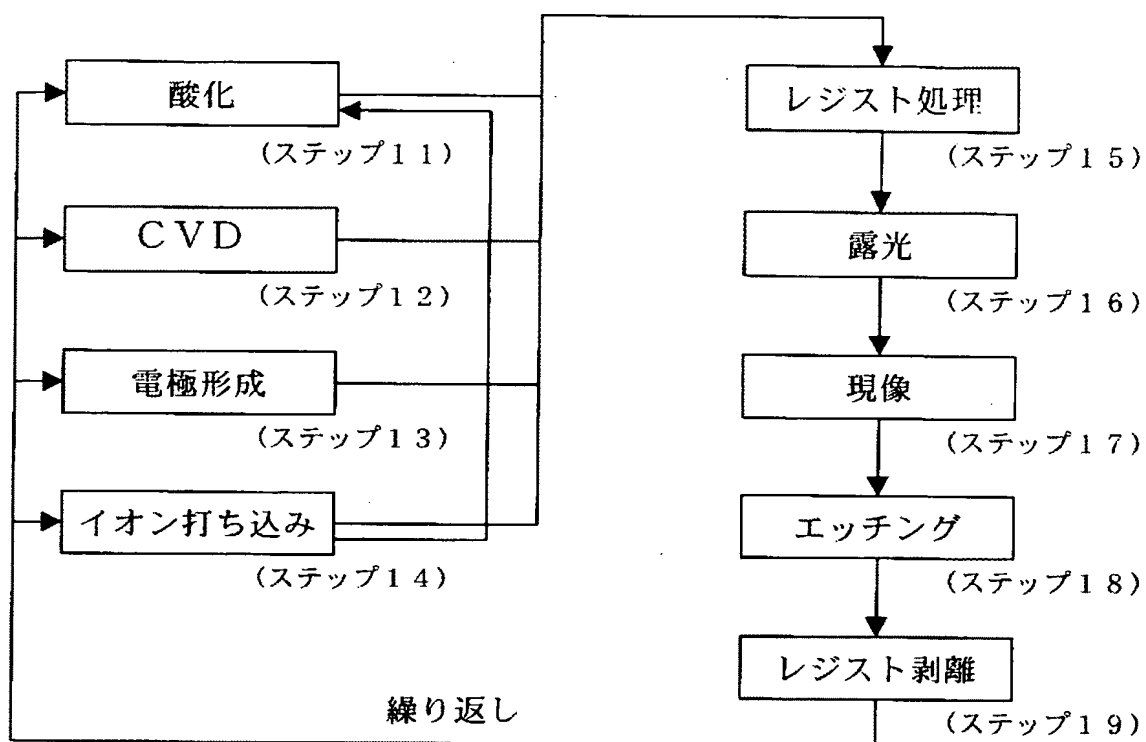 酸化
(ステップ11)
CVD
(ステップ12)
電極形成
(ステップ13)
イオン打ち込み
(ステップ14)
レジスト処理
(ステップ15)
露光
(ステップ16)
現像
(ステップ17)
エッチング
(ステップ18)
レジスト剥離
(ステップ19)
繰り返し